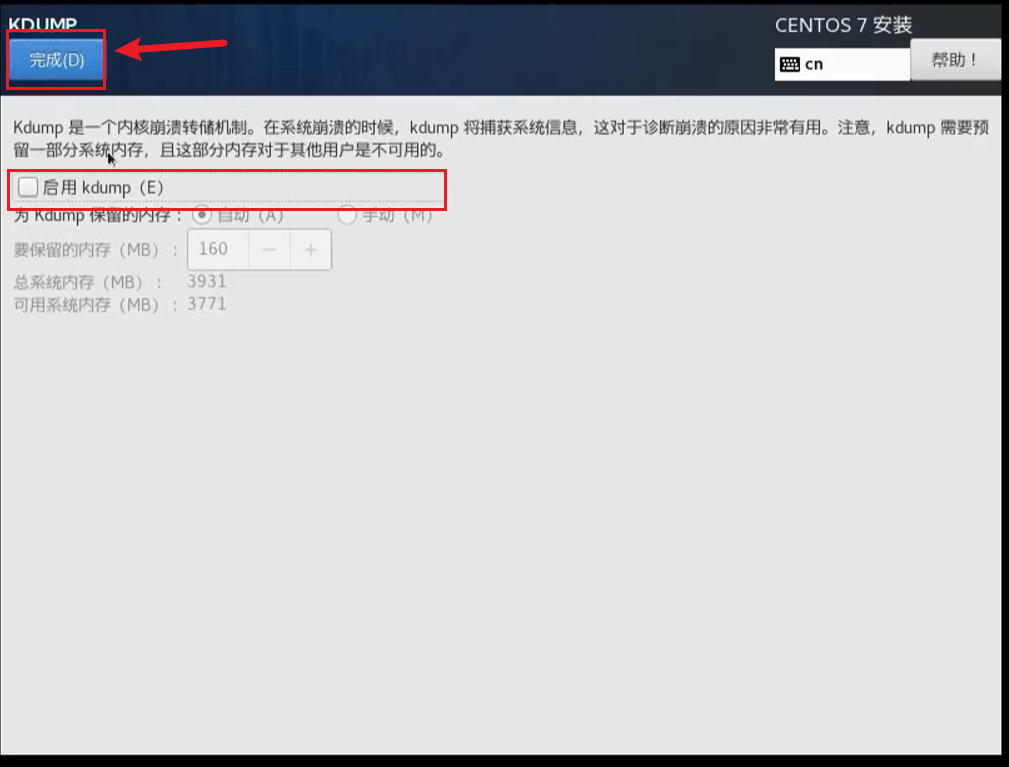 KDUMP
CENTOS 7 安装
完成(D)
cn
帮助！
Kdump 是一个内核崩溃转储机制。在系统崩溃的时候，kdump 将捕获系统信息，这对于诊断崩溃的原因非常有用。注意，kdump 需要预
留一部分系统内存，且这部分内存对于其他用户是不可用的。
启用 kdump（E）
为 Kdump 保留的内存： 自动（A） 手动（M）
要保留的内存（MB）： 160 − +
总系统内存（MB）： 3931
可用系统内存（MB）： 3771